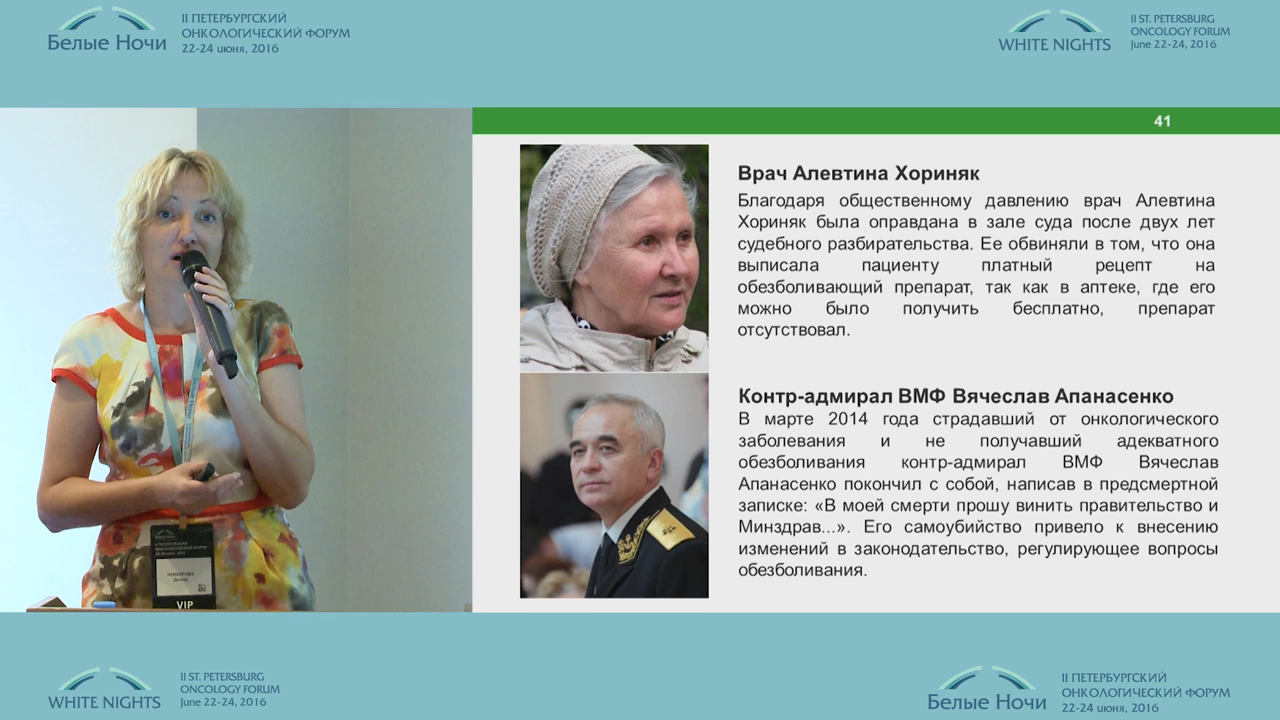 II ПЕТЕРБУРГСКИЙ
ОНКОЛОГИЧЕСКИЙ ФОРУМ
22-24 июня, 2016
Белые Ночи
II ST. PETERSBURG
ONCOLOGY FORUM
June 22-24, 2016
WHITE NIGHTS
41
Врач Алевтина Хориняк
Благодаря общественному давлению врач Алевтина
Хориняк была оправдана в зале суда после двух лет
судебного разбирательства. Ее обвиняли в том, что она
выписала пациенту платный рецепт на
обезболивающий препарат, так как в аптеке, где его
можно было получить бесплатно, препарат
отсутствовал.
Контр-адмирал ВМФ Вячеслав Апанасенко
В марте 2014 года страдавший от онкологического
заболевания и не получавший адекватного
обезболивания контр-адмирал ВМФ Вячеслав
Апанасенко покончил с собой, написав в предсмертной
записке: «В моей смерти прошу винить правительство и
Минздрав...». Его самоубийство привело к внесению
изменений в законодательство, регулирующее вопросы
обезболивания.
VIP
WHITE NIGHTS
II ST. PETERSBURG
ONCOLOGY FORUM
June 22-24, 2016
Белые Ночи
II ПЕТЕРБУРГСКИЙ
ОНКОЛОГИЧЕСКИЙ ФОРУМ
22-24 июня, 2016